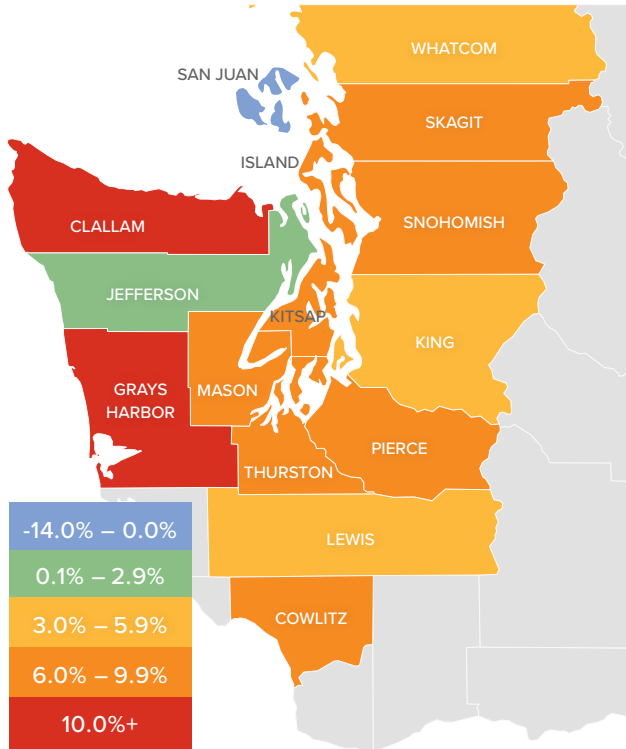 WHATCOM
SAN JUAN
SKAGIT
ISLAND
SNOHOMISH
CLALLAM
JEFFERSON
KITSAP
KING
GRAYS
HARBOR
MASON
PIERCE
THURSTON
LEWIS
COWLITZ
-14.0% – 0.0%
0.1% – 2.9%
3.0% – 5.9%
6.0% – 9.9%
10.0%+